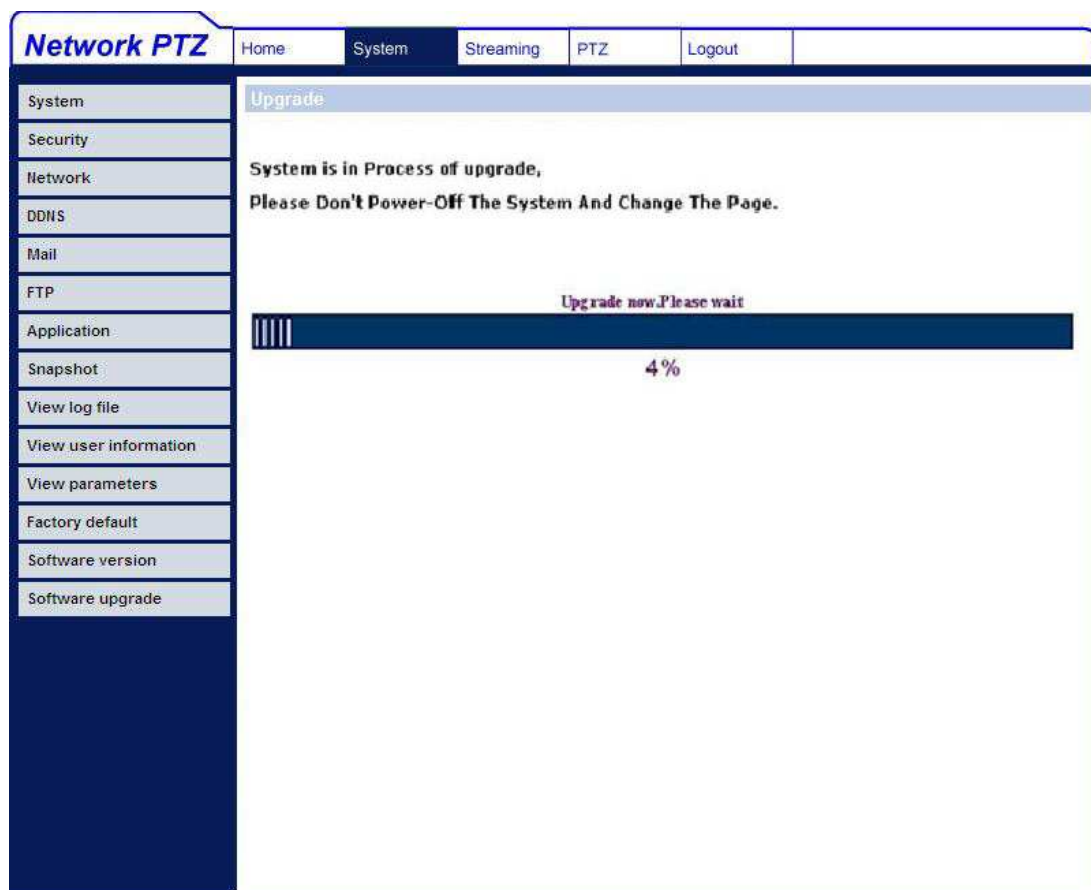 Network PTZ
Home System Streaming PTZ Logout
System
Security
Network
DDNS
Mail
FTP
Application
Snapshot
View log file
View user information
View parameters
Factory default
Software version
Software upgrade
Upgrade
System is in Process of upgrade,
Please Don't Power-Off The System And Change The Page.
Upgrade now.Please wait
4%